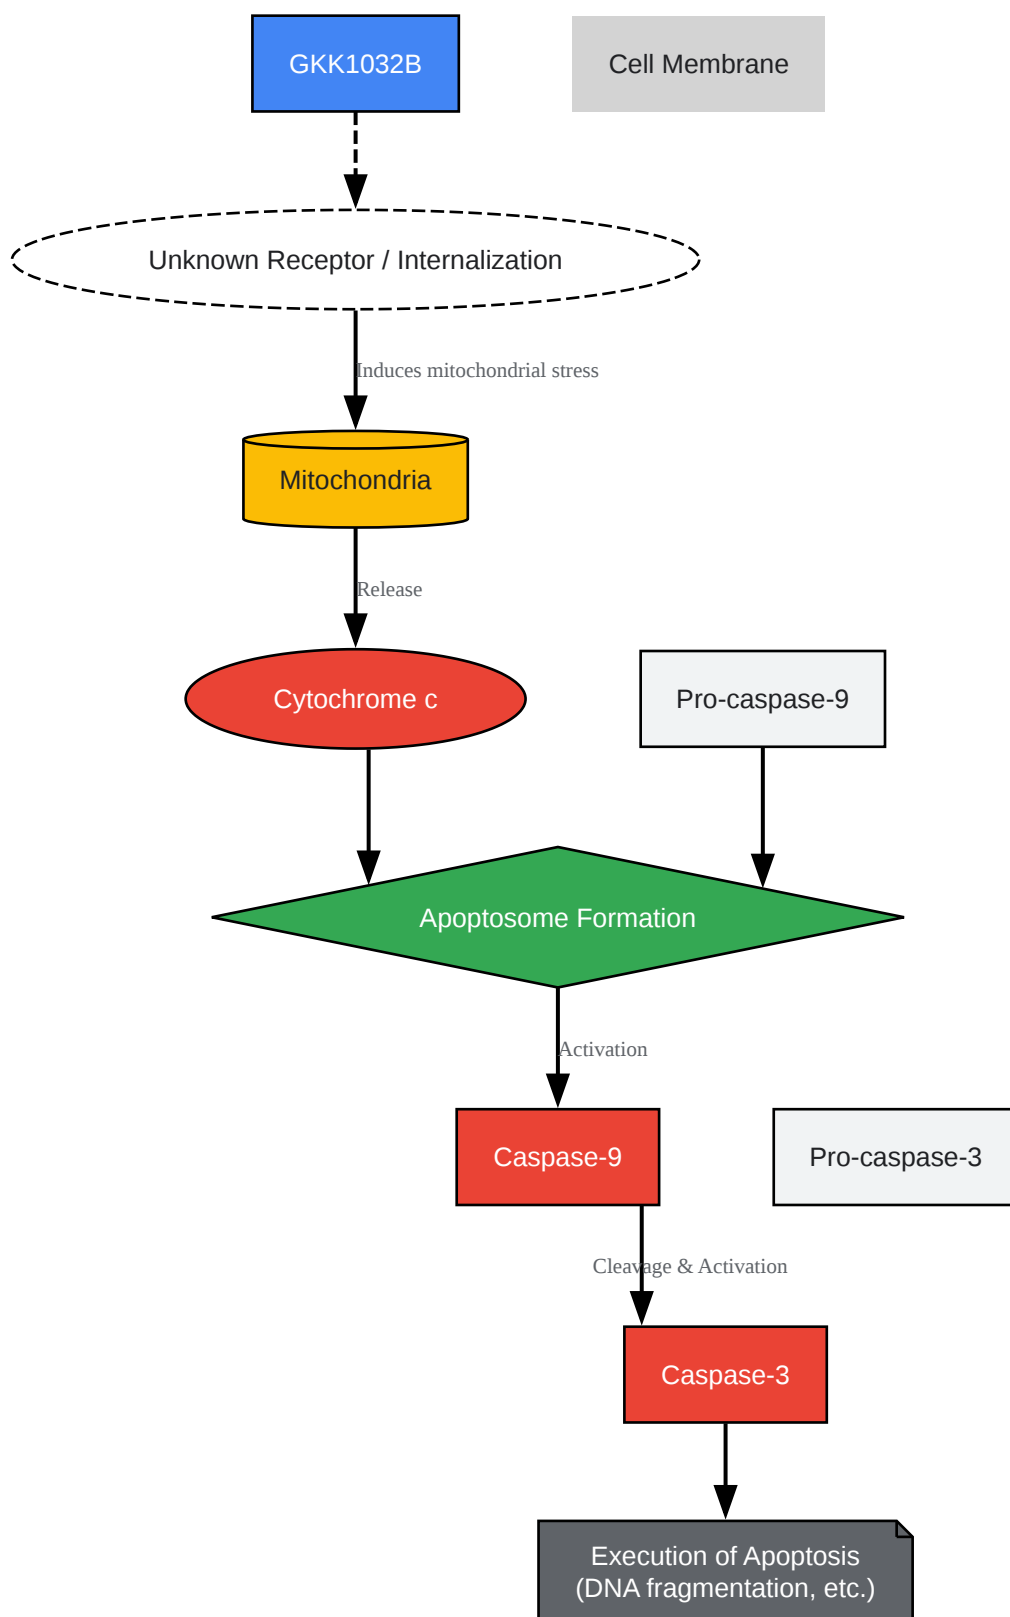 GKK1032B
Cell Membrane
Unknown Receptor / Internalization
Induces mitochondrial stress
Mitochondria
Release
Cytochrome c
Pro-caspase-9
Apoptosome Formation
Activation
Caspase-9
Pro-caspase-3
Cleavage & Activation
Caspase-3
Execution of Apoptosis
(DNA fragmentation, etc.)